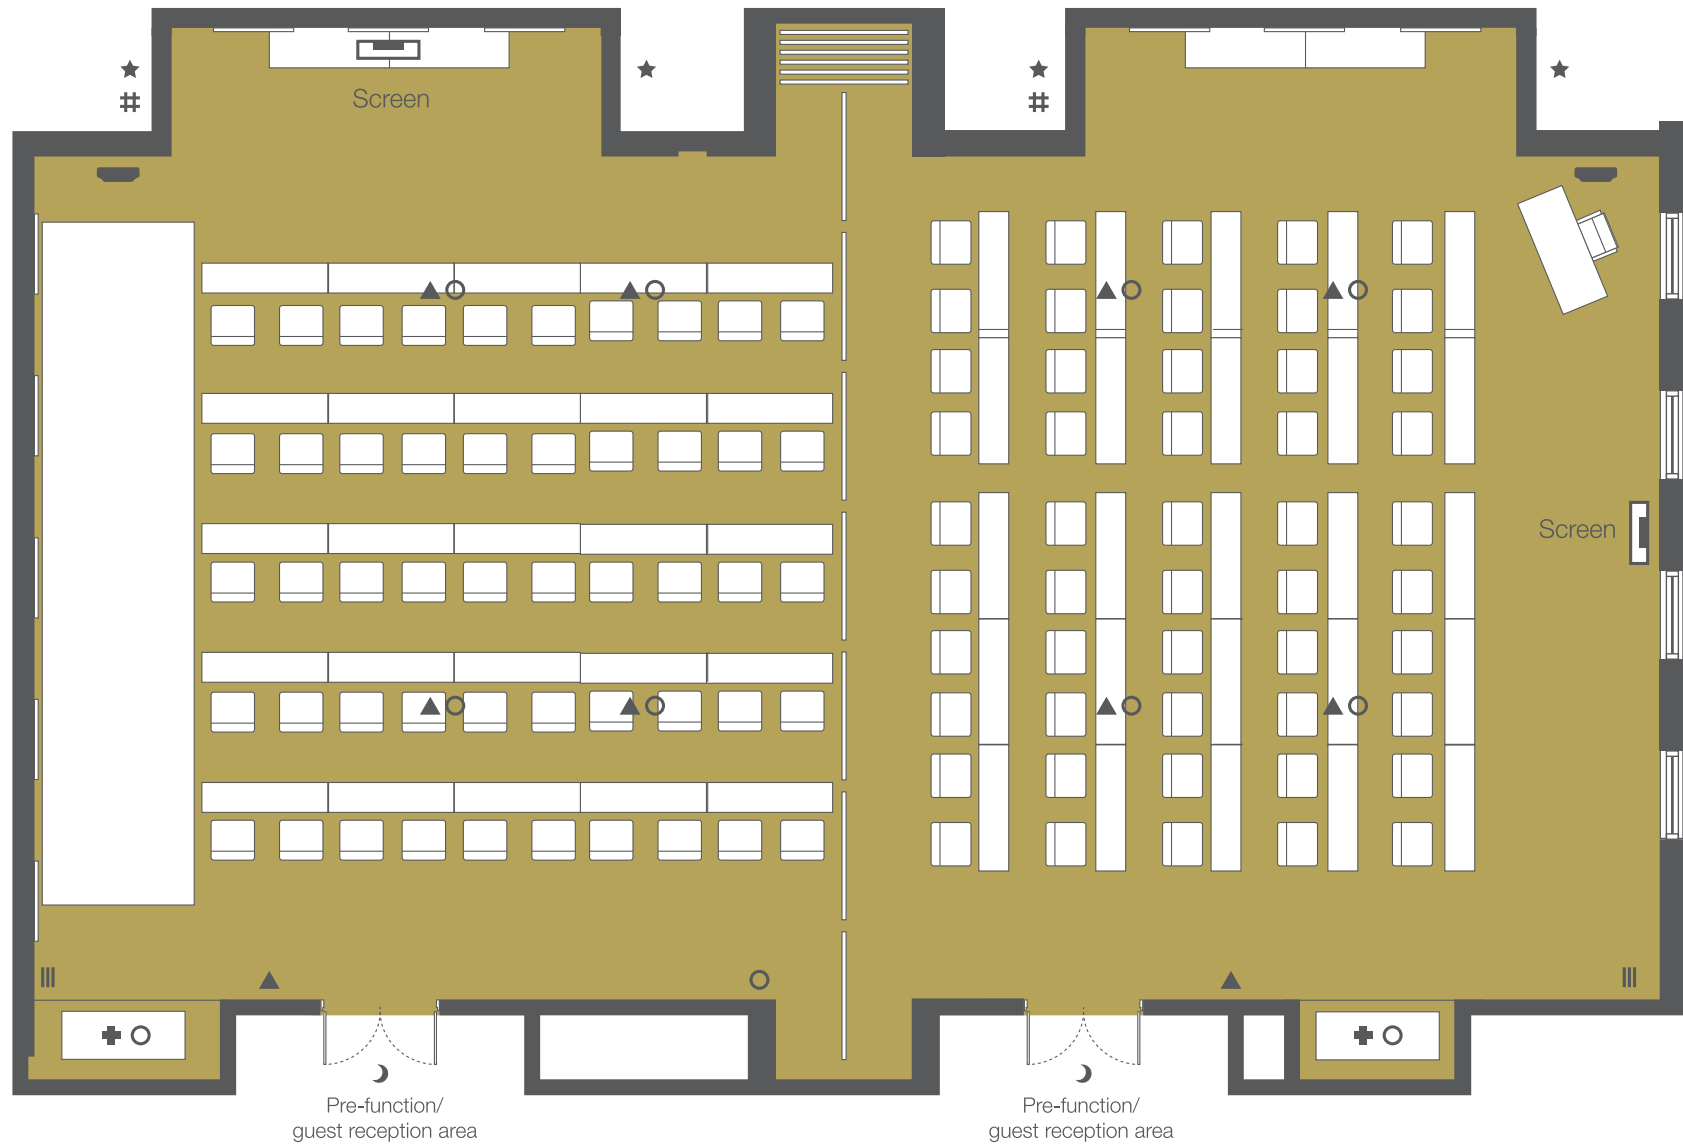 Screen
Screen
Pre-function/
guest reception area
Pre-function/
guest reception area